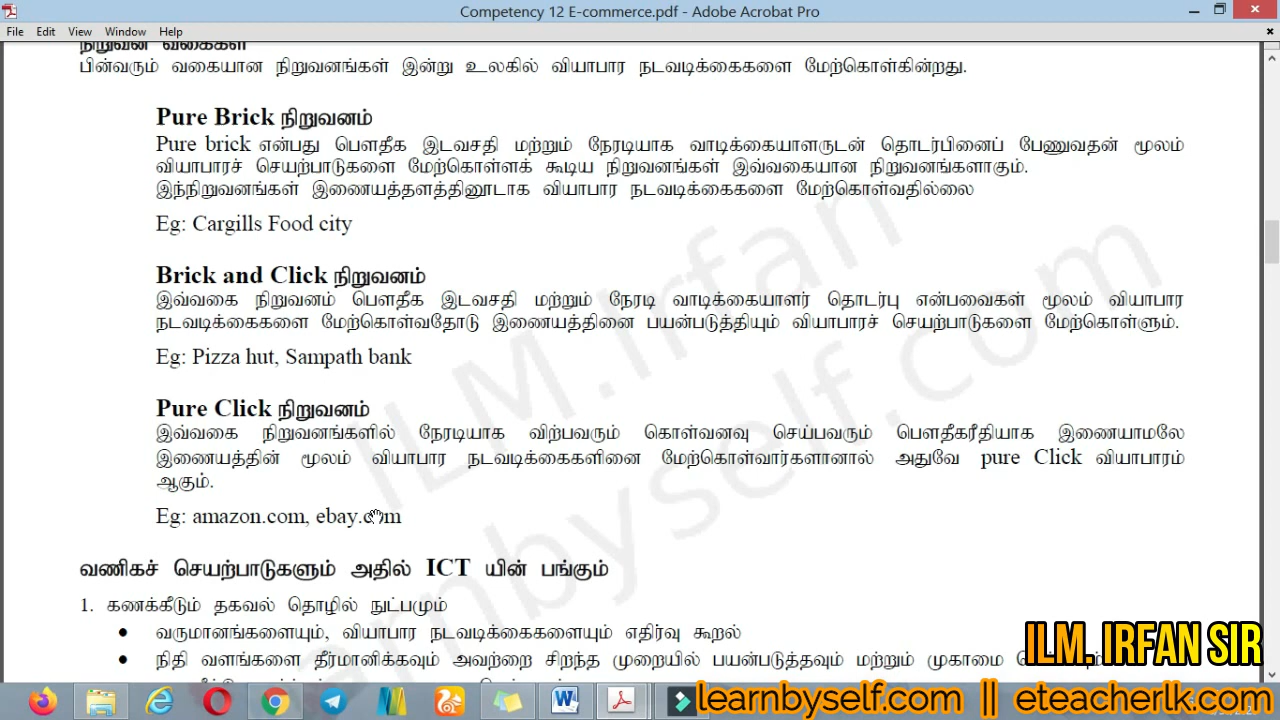 Competency 12 E-commerce.pdf - Adobe Acrobat Pro
File Edit View Window Help
நிறுவன வகைகள்
பின்வரும் வகையான நிறுவனங்கள் இன்று உலகில் வியாபார நடவடிக்கைகளை மேற்கொள்கின்றது.
Pure Brick நிறுவனம்
Pure brick என்பது பௌதீக இடவசதி மற்றும் நேரடியாக வாடிக்கையாளருடன் தொடர்பினைப் பேணுவதன் மூலம்
வியாபாரச் செயற்பாடுகளை மேற்கொள்ளக் கூடிய நிறுவனங்கள் இவ்வகையான நிறுவனங்களாகும்.
இந்நிறுவனங்கள் இணையத்தளத்தினூடாக வியாபார நடவடிக்கைகளை மேற்கொள்வதில்லை
Eg: Cargills Food city
Brick and Click நிறுவனம்
இவ்வகை நிறுவனம் பௌதீக இடவசதி மற்றும் நேரடி வாடிக்கையாளர் தொடர்பு என்பவைகள் மூலம் வியாபார
நடவடிக்கைகளை மேற்கொள்வதோடு இணையத்தினை பயன்படுத்தியும் வியாபாரச் செயற்பாடுகளை மேற்கொள்ளும்.
Eg: Pizza hut, Sampath bank
Pure Click நிறுவனம்
இவ்வகை நிறுவனங்களில் நேரடியாக விற்பவரும் கொள்வனவு செய்பவரும் பௌதீகரீதியாக இணையாமலே
இணையத்தின் மூலம் வியாபார நடவடிக்கைகளினை மேற்கொள்வார்களானால் அதுவே pure Click வியாபாரம்
ஆகும்.
Eg: amazon.com, ebay.com
வணிகச் செயற்பாடுகளும் அதில் ICT யின் பங்கும்
1. கணக்கீடும் தகவல் தொழில் நுட்பமும்
• வருமானங்களையும், வியாபார நடவடிக்கைகளையும் எதிர்வு கூறல்
• நிதி வளங்களை தீர்மானிக்கவும் அவற்றை சிறந்த முறையில் பயன்படுத்தவும் மற்றும் முகாமை
ILM.Irfan
learnbyself.com
ILM. IRFAN SIR
learnbyself.com || eteacherlk.com